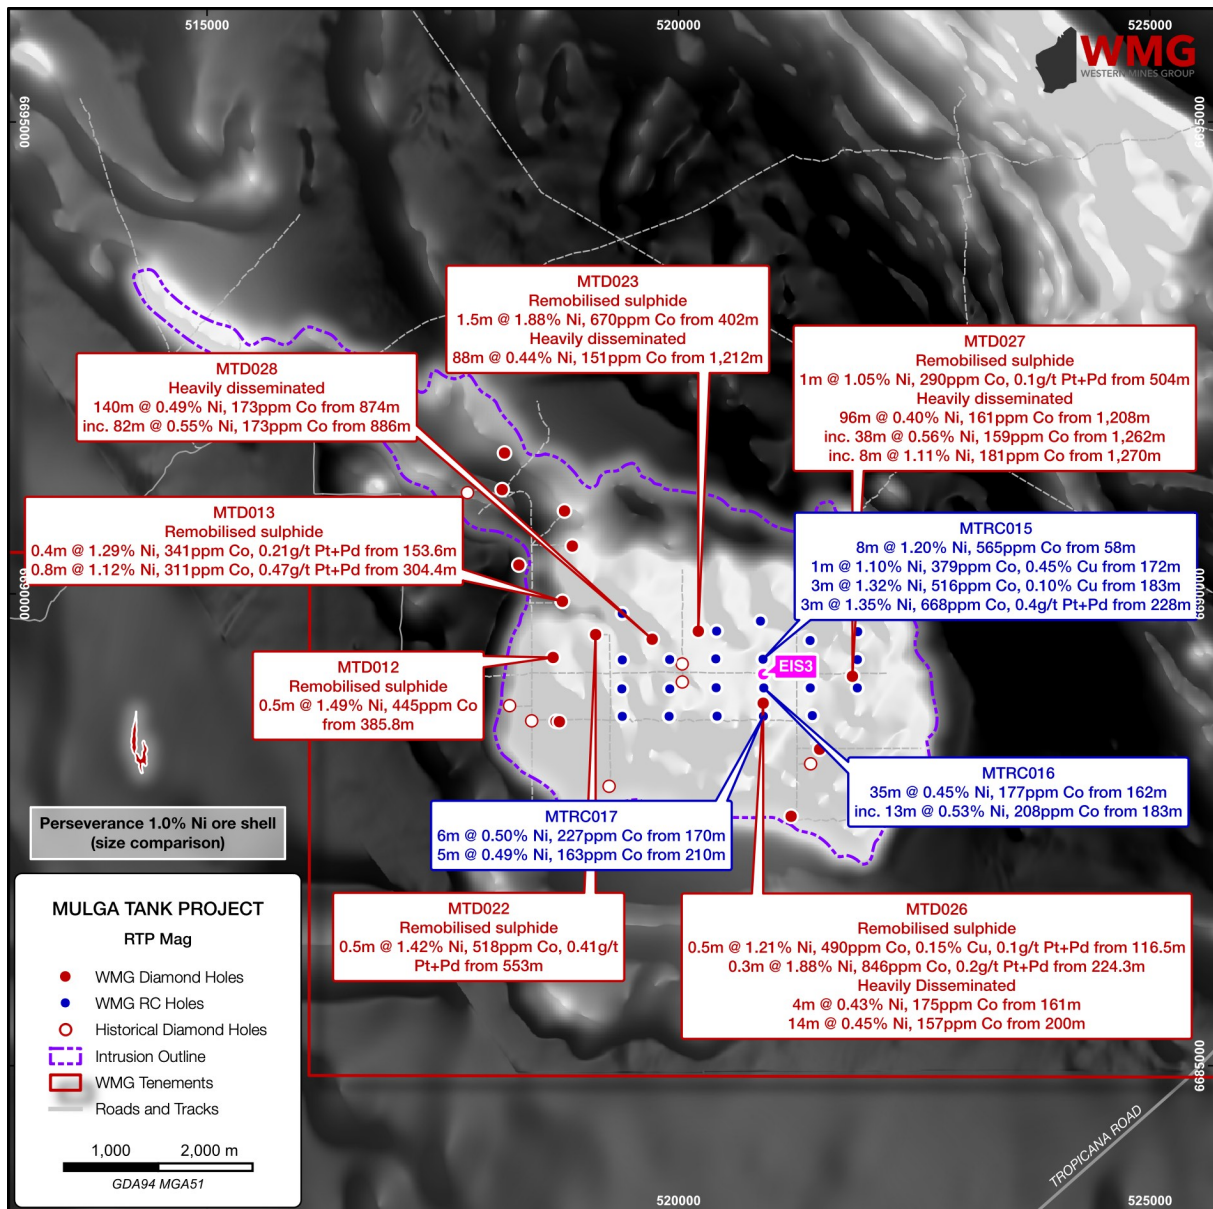 515000
520000
525000
WMG
WESTERN MINES GROUP
6695000
6695000
MTD023
Remobilised sulphide
1.5m @ 1.88% Ni, 670ppm Co from 402m
Heavily disseminated
88m @ 0.44% Ni, 151ppm Co from 1,212m
MTD027
Remobilised sulphide
1m @ 1.05% Ni, 290ppm Co, 0.1g/t Pt+Pd from 504m
Heavily disseminated
96m @ 0.40% Ni, 161ppm Co from 1,208m
inc. 38m @ 0.56% Ni, 159ppm Co from 1,262m
inc. 8m @ 1.11% Ni, 181ppm Co from 1,270m
MTD028
Heavily disseminated
140m @ 0.49% Ni, 173ppm Co from 874m
inc. 82m @ 0.55% Ni, 173ppm Co from 886m
MTD013
Remobilised sulphide
0.4m @ 1.29% Ni, 341ppm Co, 0.21g/t Pt+Pd from 153.6m
0.8m @ 1.12% Ni, 311ppm Co, 0.47g/t Pt+Pd from 304.4m
MTRC015
8m @ 1.20% Ni, 565ppm Co from 58m
1m @ 1.10% Ni, 379ppm Co, 0.45% Cu from 172m
3m @ 1.32% Ni, 516ppm Co, 0.10% Cu from 183m
3m @ 1.35% Ni, 668ppm Co, 0.4g/t Pt+Pd from 228m
6690000
6690000
EIS3
MTD012
Remobilised sulphide
0.5m @ 1.49% Ni, 445ppm Co
from 385.8m
MTRC016
35m @ 0.45% Ni, 177ppm Co from 162m
inc. 13m @ 0.53% Ni, 208ppm Co from 183m
MTRC017
6m @ 0.50% Ni, 227ppm Co from 170m
5m @ 0.49% Ni, 163ppm Co from 210m
Perseverance 1.0% Ni ore shell
(size comparison)
MTD022
Remobilised sulphide
0.5m @ 1.42% Ni, 518ppm Co, 0.41g/t
Pt+Pd from 553m
MTD026
Remobilised sulphide
0.5m @ 1.21% Ni, 490ppm Co, 0.15% Cu, 0.1g/t Pt+Pd from 116.5m
0.3m @ 1.88% Ni, 846ppm Co, 0.2g/t Pt+Pd from 224.3m
Heavily Disseminated
4m @ 0.43% Ni, 175ppm Co from 161m
14m @ 0.45% Ni, 157ppm Co from 200m
MULGA TANK PROJECT
RTP Mag
WMG Diamond Holes
WMG RC Holes
Historical Diamond Holes
Intrusion Outline
WMG Tenements
Roads and Tracks
1,000 2,000 m
GDA94 MGA51
6685000
TROPICANA ROAD
520000
525000